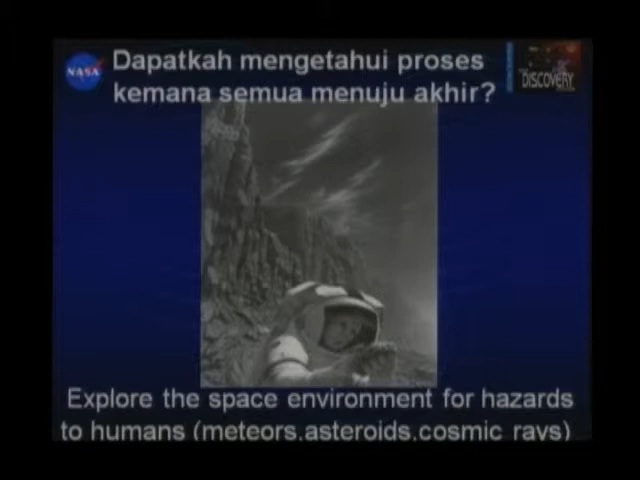 NASA
Dapatkah mengetahui proses
kemana semua menuju akhir?
DISCOVERY
Explore the space environment for hazards
to humans (meteors,asteroids,cosmic rays)